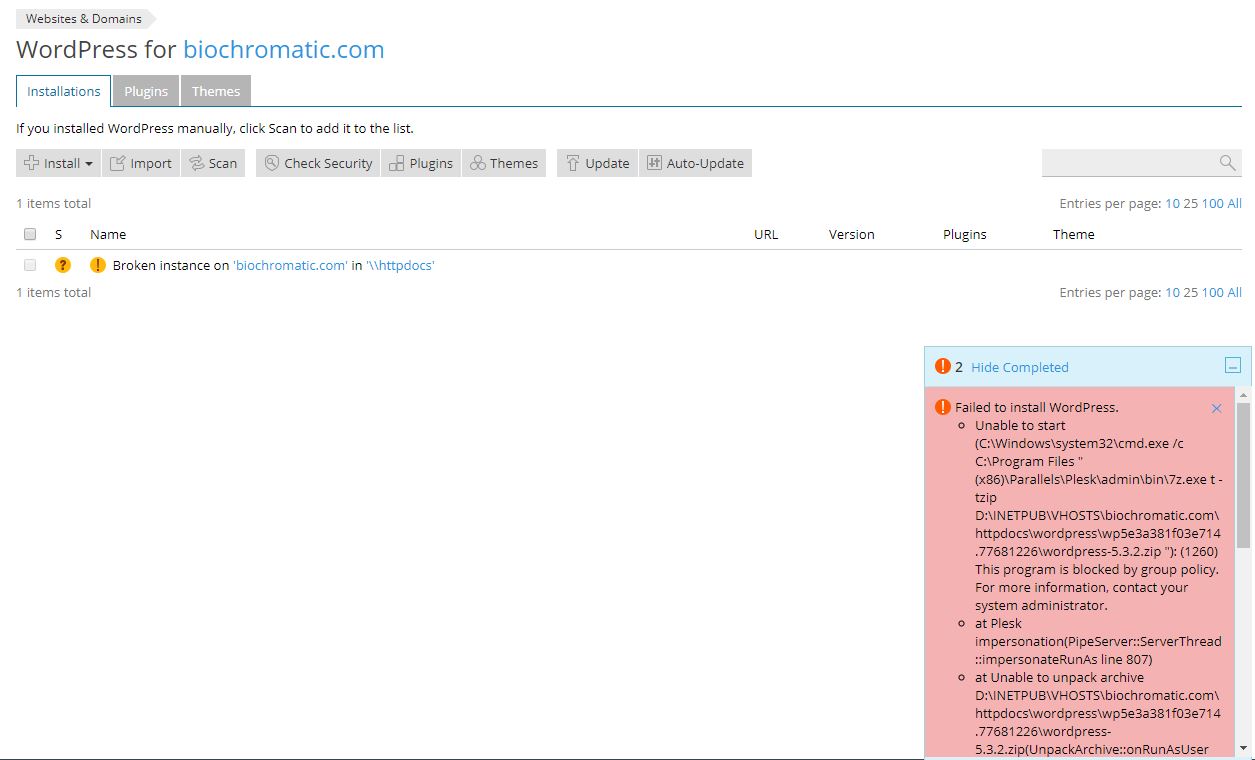 Websites & Domains
WordPress for biochromatic.com
Installations Plugins Themes
If you installed WordPress manually, click Scan to add it to the list.
Install Import Scan Check Security Plugins Themes Update Auto-Update
1 items total Entries per page: 10 25 100 All
S Name URL Version Plugins Theme
? ! Broken instance on 'biochromatic.com' in '\\httpdocs'
1 items total Entries per page: 10 25 100 All
! 2 Hide Completed
! Failed to install WordPress.
Unable to start
(C:\Windows\system32\cmd.exe /c
C:\Program Files "
(x86)\Parallels\Plesk\admin\bin\7z.exe t -
tzip
D:\INETPUB\VHOSTS\biochromatic.com\
httpdocs\wordpress\wp5e3a381f03e714
.77681226\wordpress-5.3.2.zip "): (1260)
This program is blocked by group policy.
For more information, contact your
system administrator.
at Plesk
impersonation(PipeServer::ServerThread
::impersonateRunAs line 807)
at Unable to unpack archive
D:\INETPUB\VHOSTS\biochromatic.com\
httpdocs\wordpress\wp5e3a381f03e714
.77681226\wordpress-
5.3.2.zip(UnpackArchive::onRunAsUser